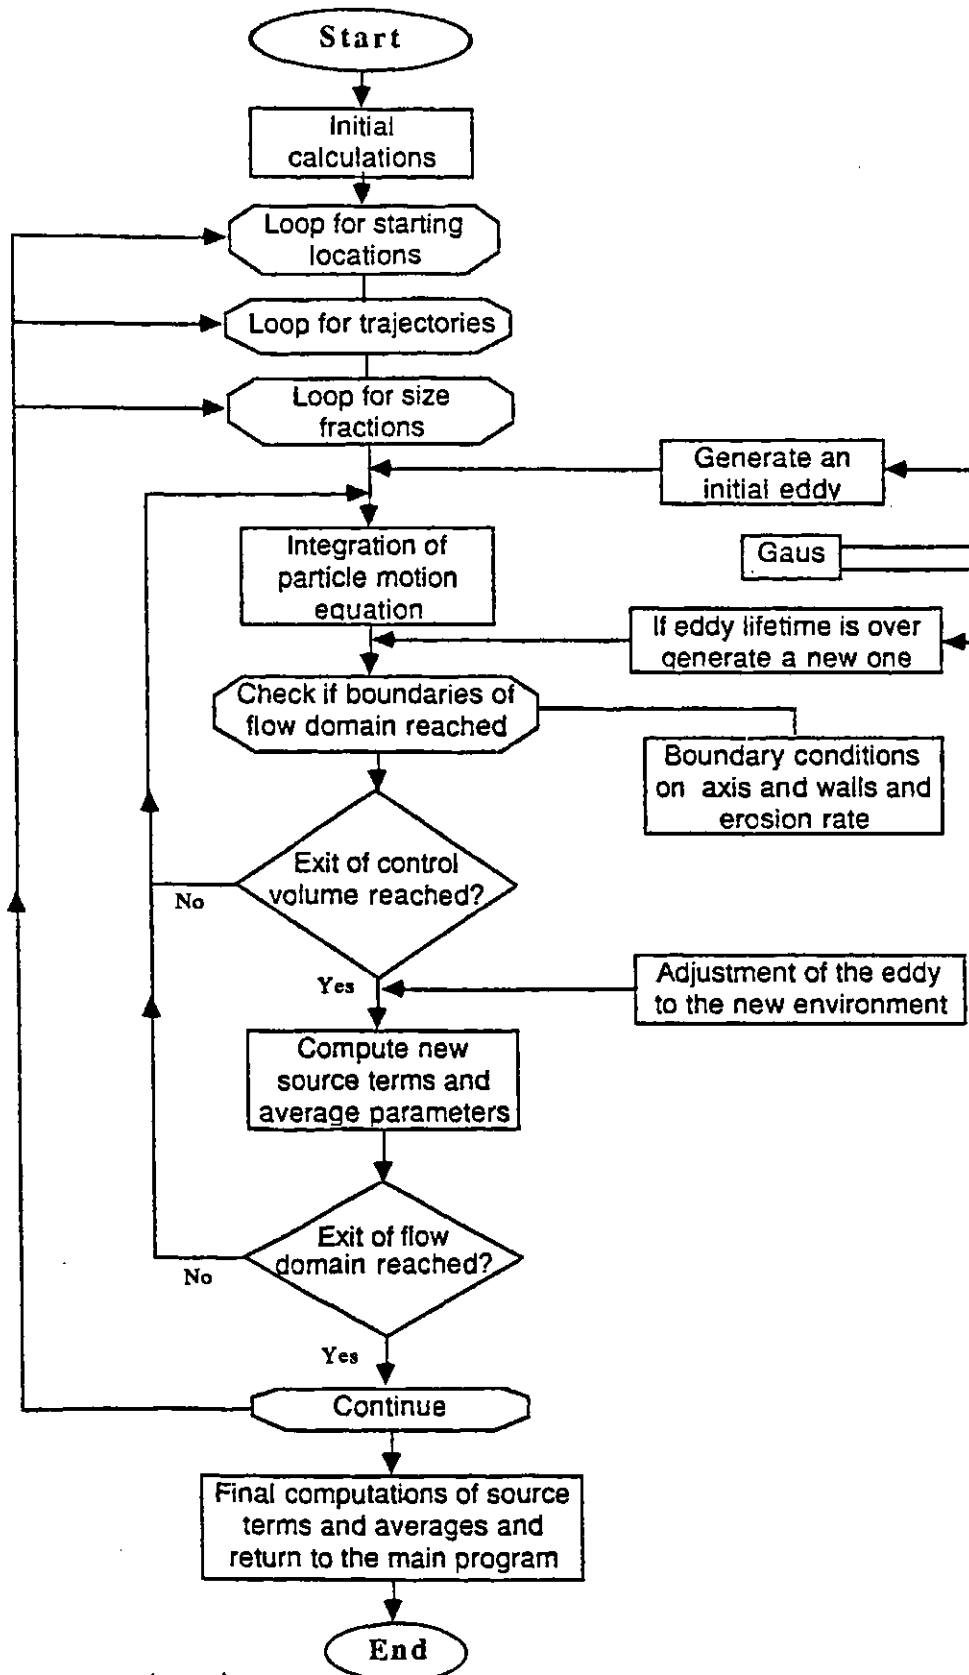 Start
Initial
calculations
Loop for starting
locations
Loop for trajectories
Loop for size
fractions
Generate an
initial eddy
Integration of
particle motion
equation
Gaus
If eddy lifetime is over
generate a new one
Check if boundaries of
flow domain reached
Boundary conditions
on axis and walls and
erosion rate
Exit of control
volume reached?
No
Yes
Adjustment of the eddy
to the new environment
Compute new
source terms and
average parameters
Exit of flow
domain reached?
No
Yes
Continue
Final computations of source
terms and averages and
return to the main program
End